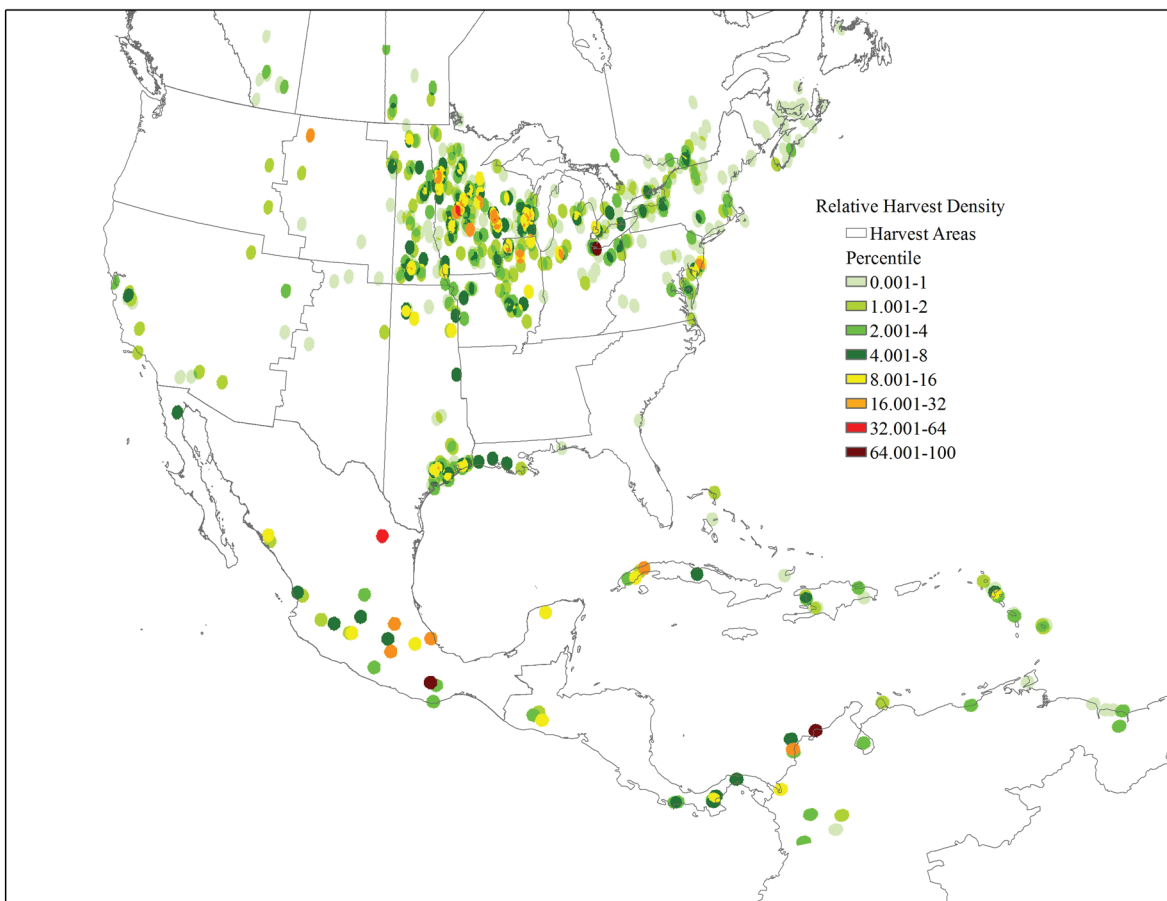 Relative Harvest Density
Harvest Areas
Percentile
0.001-1
1.001-2
2.001-4
4.001-8
8.001-16
16.001-32
32.001-64
64.001-100